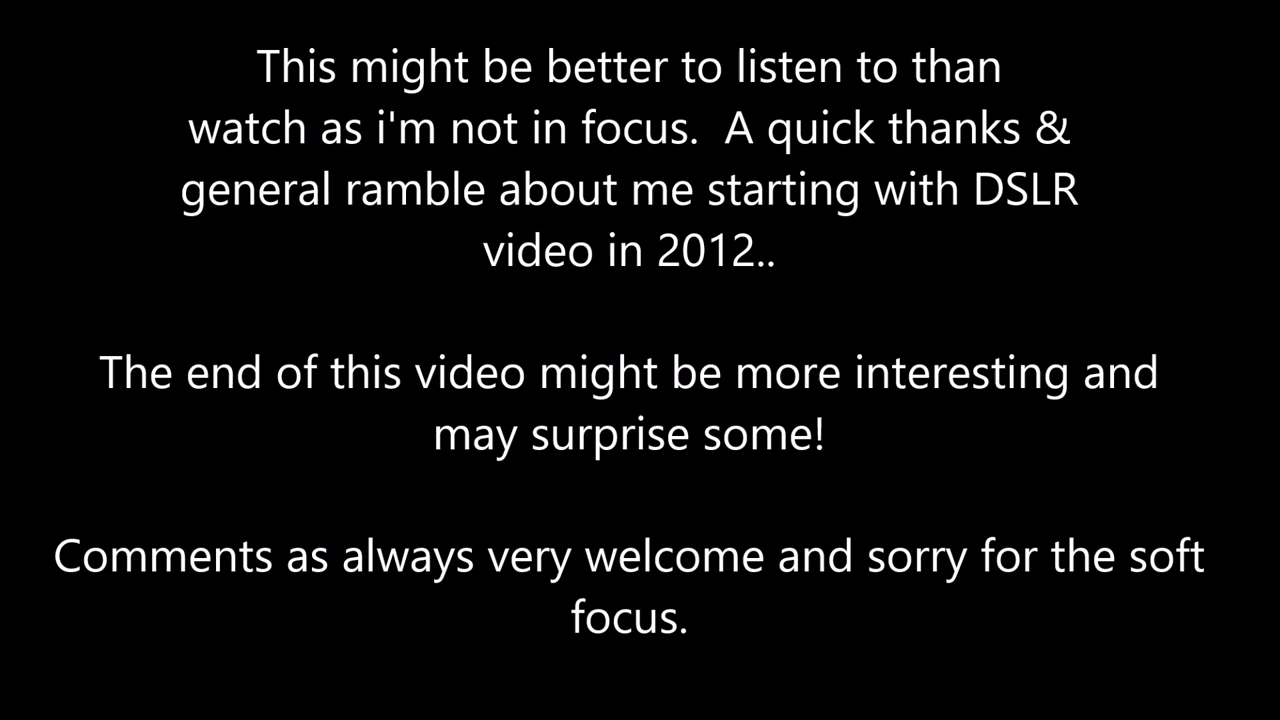 This might be better to listen to than
watch as i'm not in focus.  A quick thanks &
general ramble about me starting with DSLR
video in 2012..
The end of this video might be more interesting and
may surprise some!
Comments as always very welcome and sorry for the soft
focus.